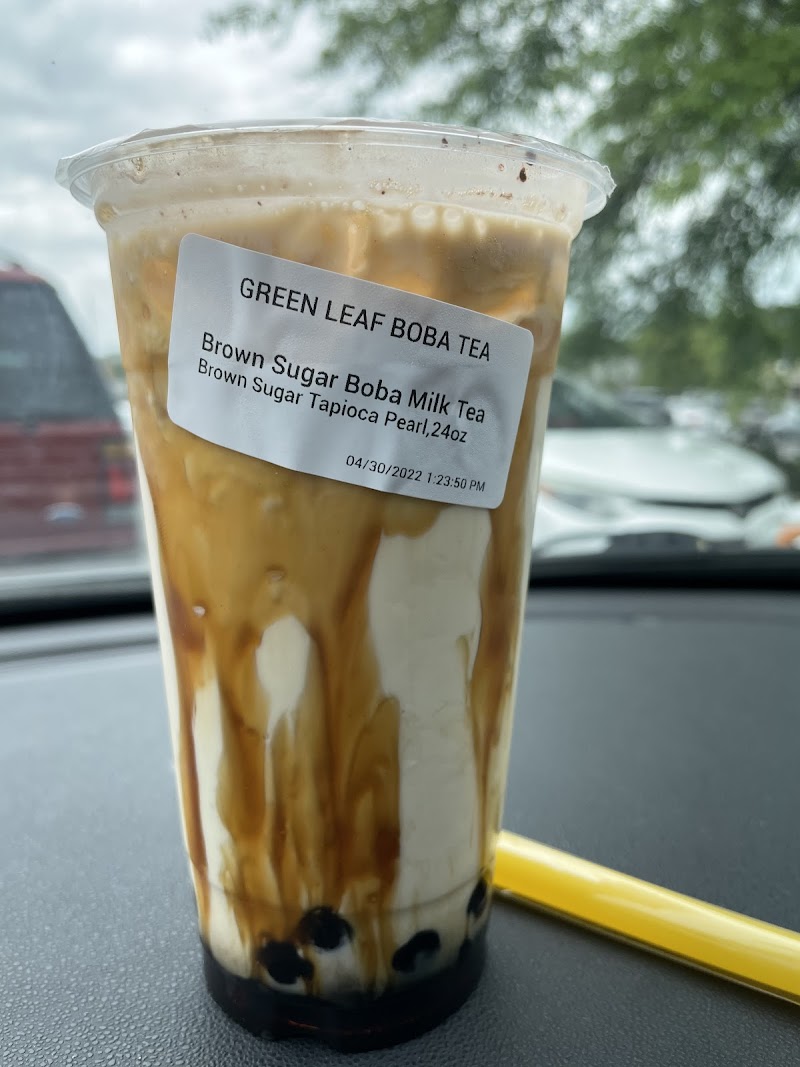 GREEN LEAF BOBA TEA
Brown Sugar Boba Milk Tea
Brown Sugar Tapioca Pearl,24oz
04/30/2022 1:23:50 PM